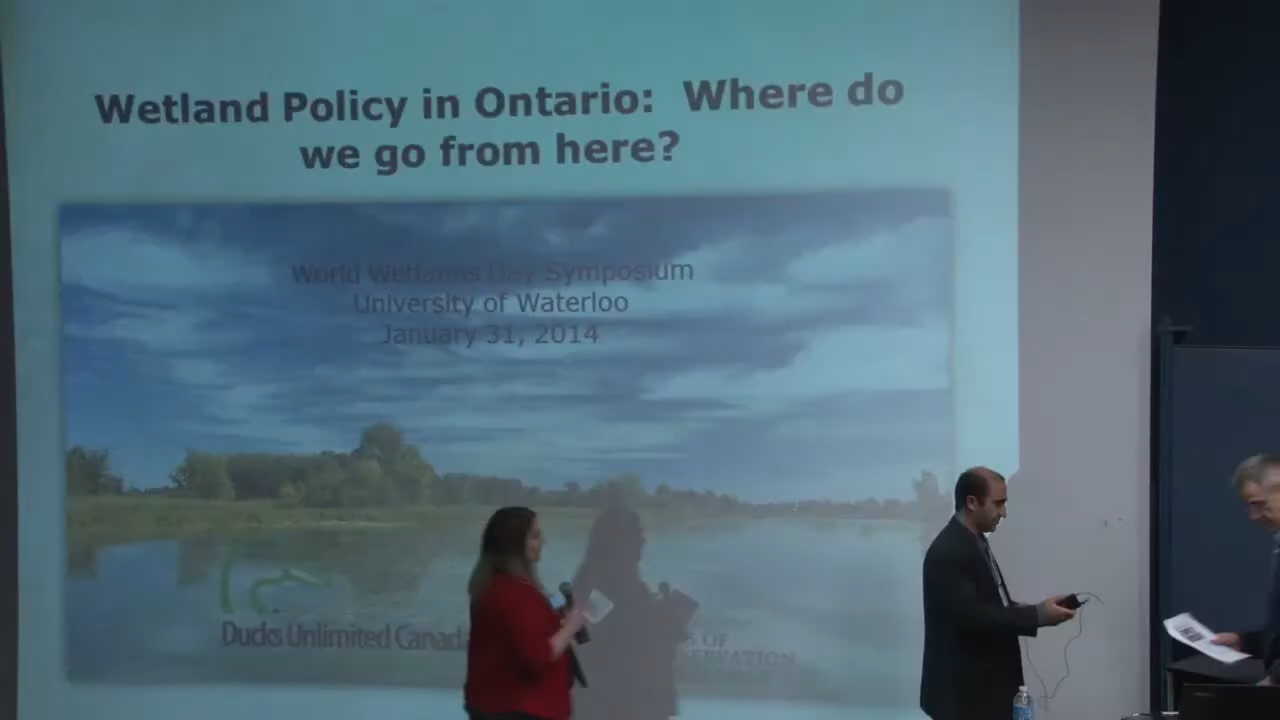 Wetland Policy in Ontario: Where do
we go from here?
World Wetlands Day Symposium
University of Waterloo
January 31, 2014
Ducks Unlimited Canada
OF